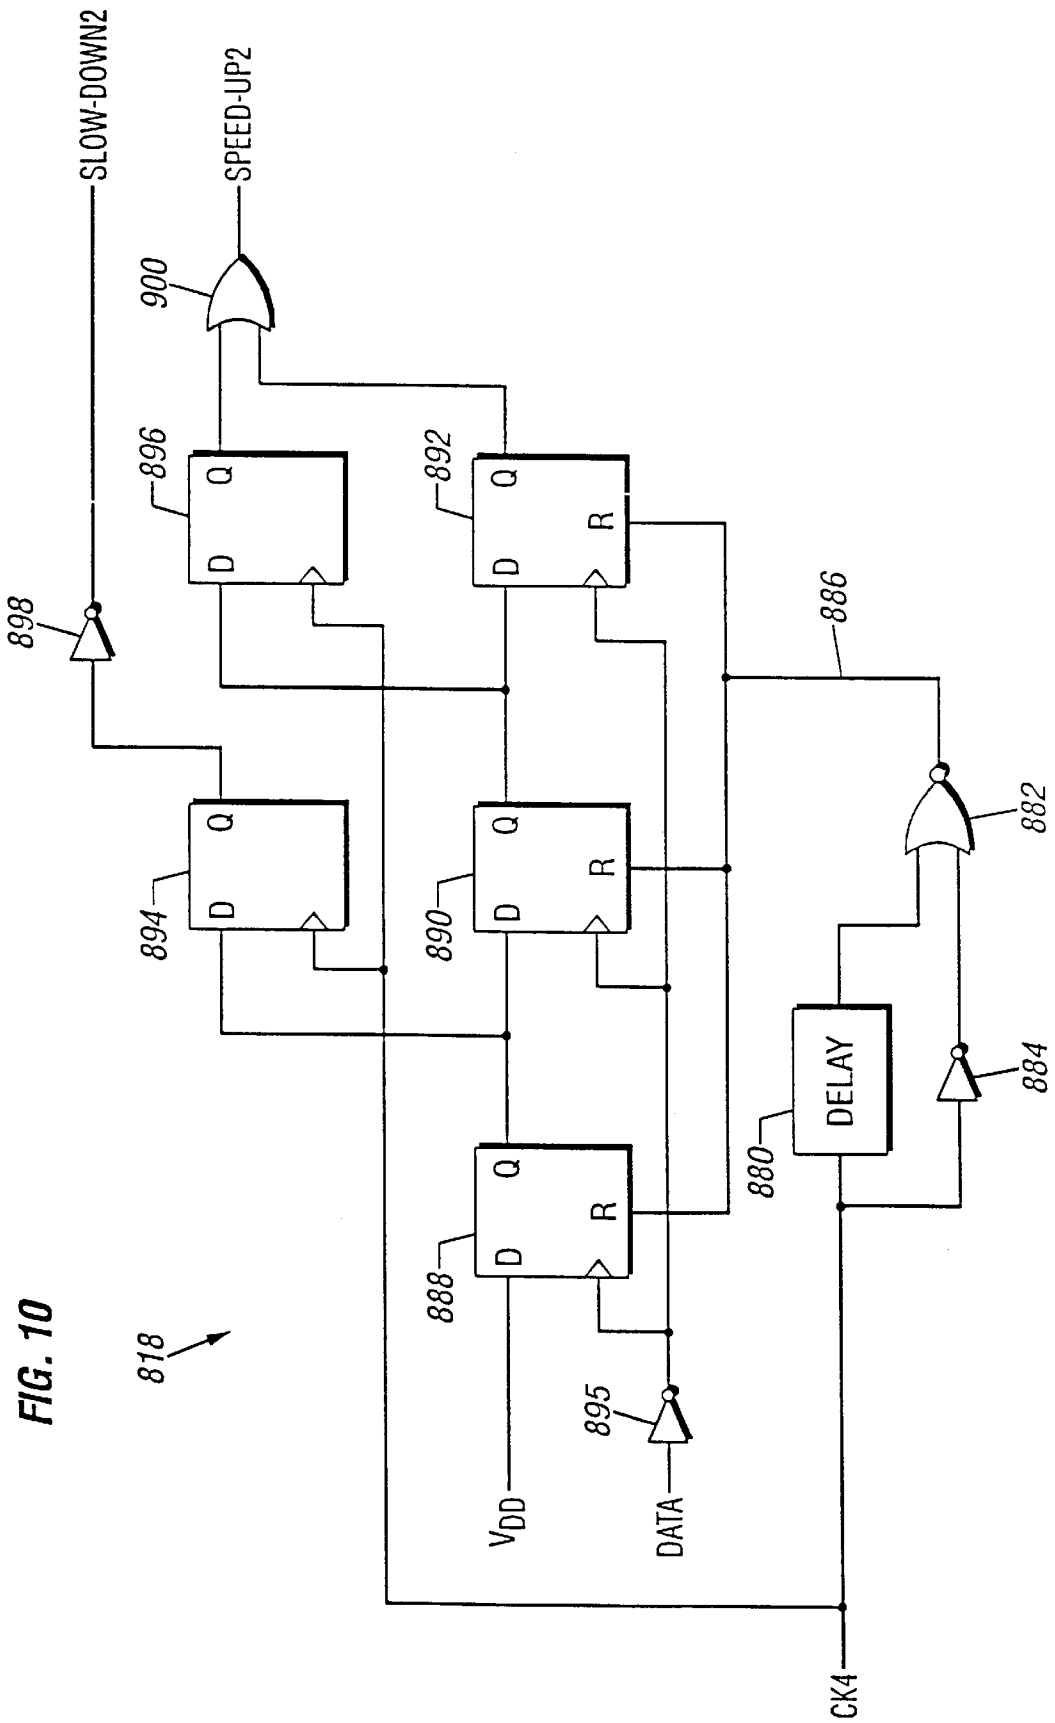 FIG. 10
818
SLOW-DOWN2
898
SPEED-UP2
900
894
D
Q
896
D
Q
VDD
888
D
Q
R
890
D
Q
R
892
D
Q
R
DATA
895
886
880
DELAY
882
884
CK4